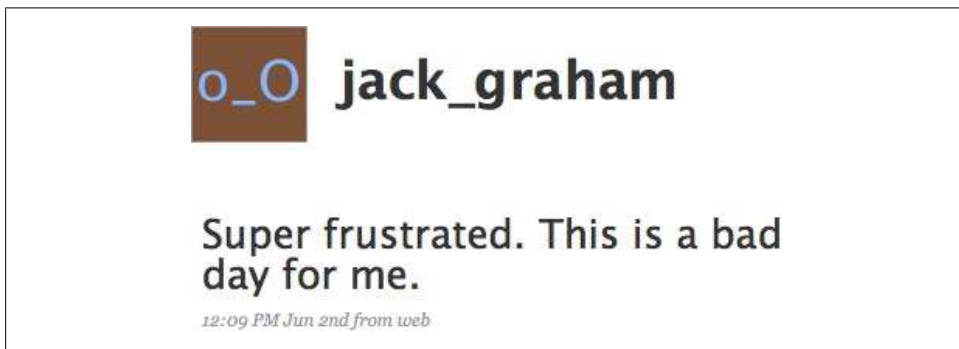 o_O
jack_graham
Super frustrated. This is a bad
day for me.
12:09 PM Jun 2nd from web